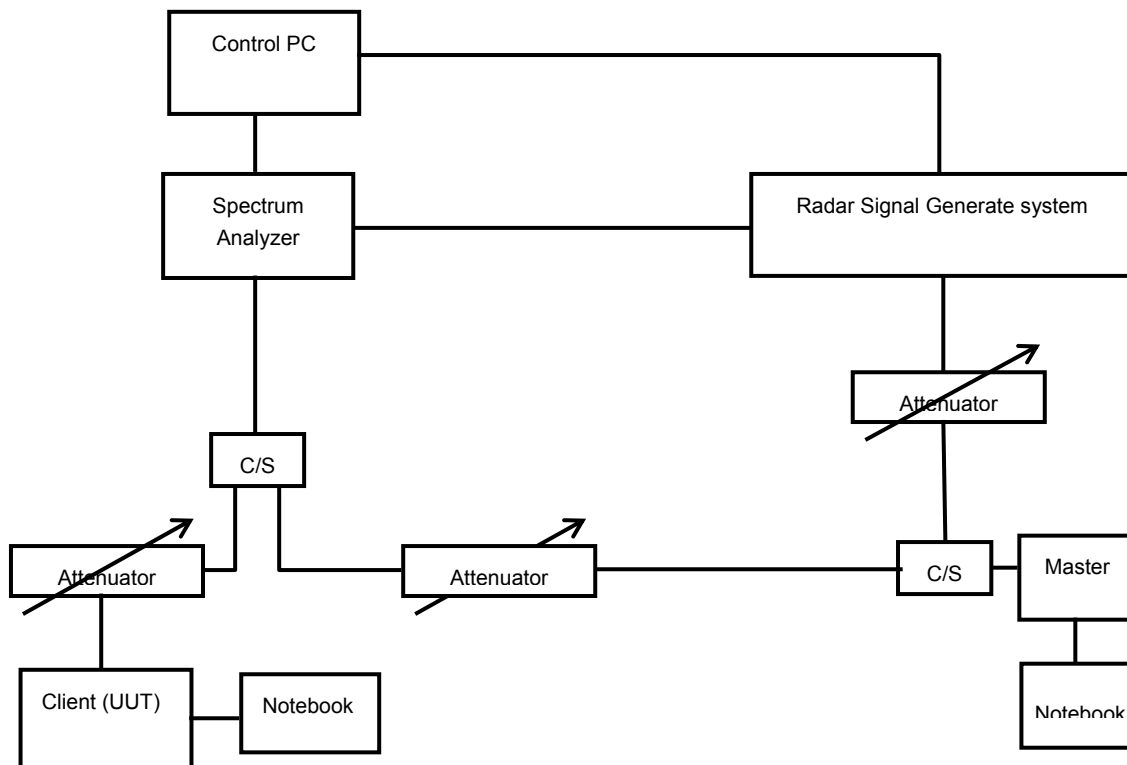 Control PC
Spectrum
Analyzer
Radar Signal Generate system
Attenuator
C/S
Attenuator
Attenuator
C/S
Master
Client (UUT)
Notebook
Notebook